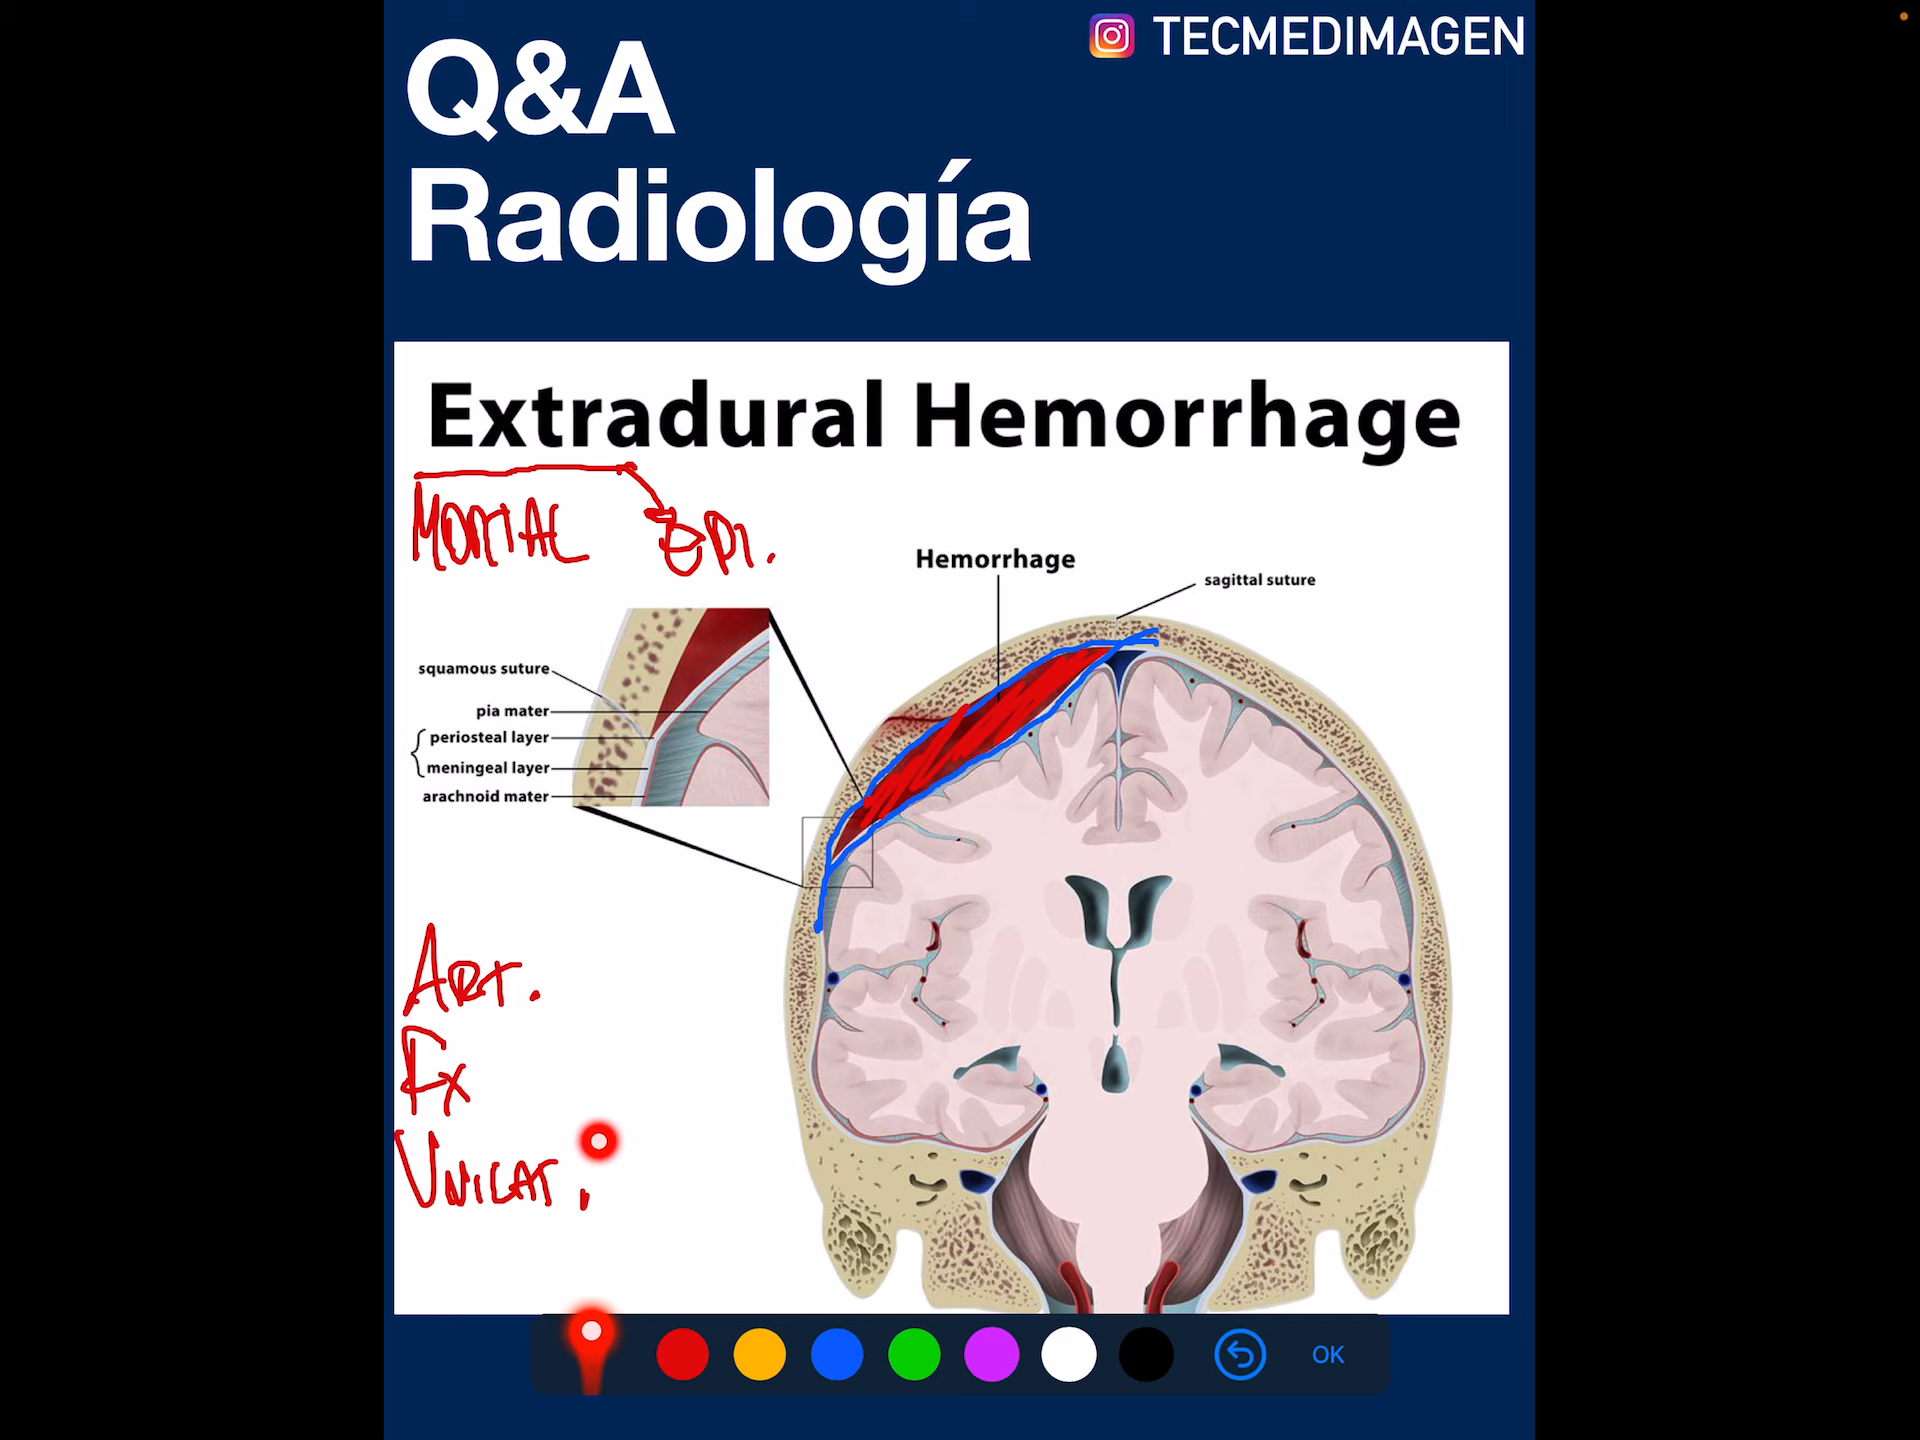 TECMEDIMAGEN
Q&A
Radiología
Extradural Hemorrhage
MORTAL EPI.
Hemorrhage
sagittal suture
squamous suture
pia mater
periosteal layer
meningeal layer
arachnoid mater
ART.
Fx
UNILAT.
OK